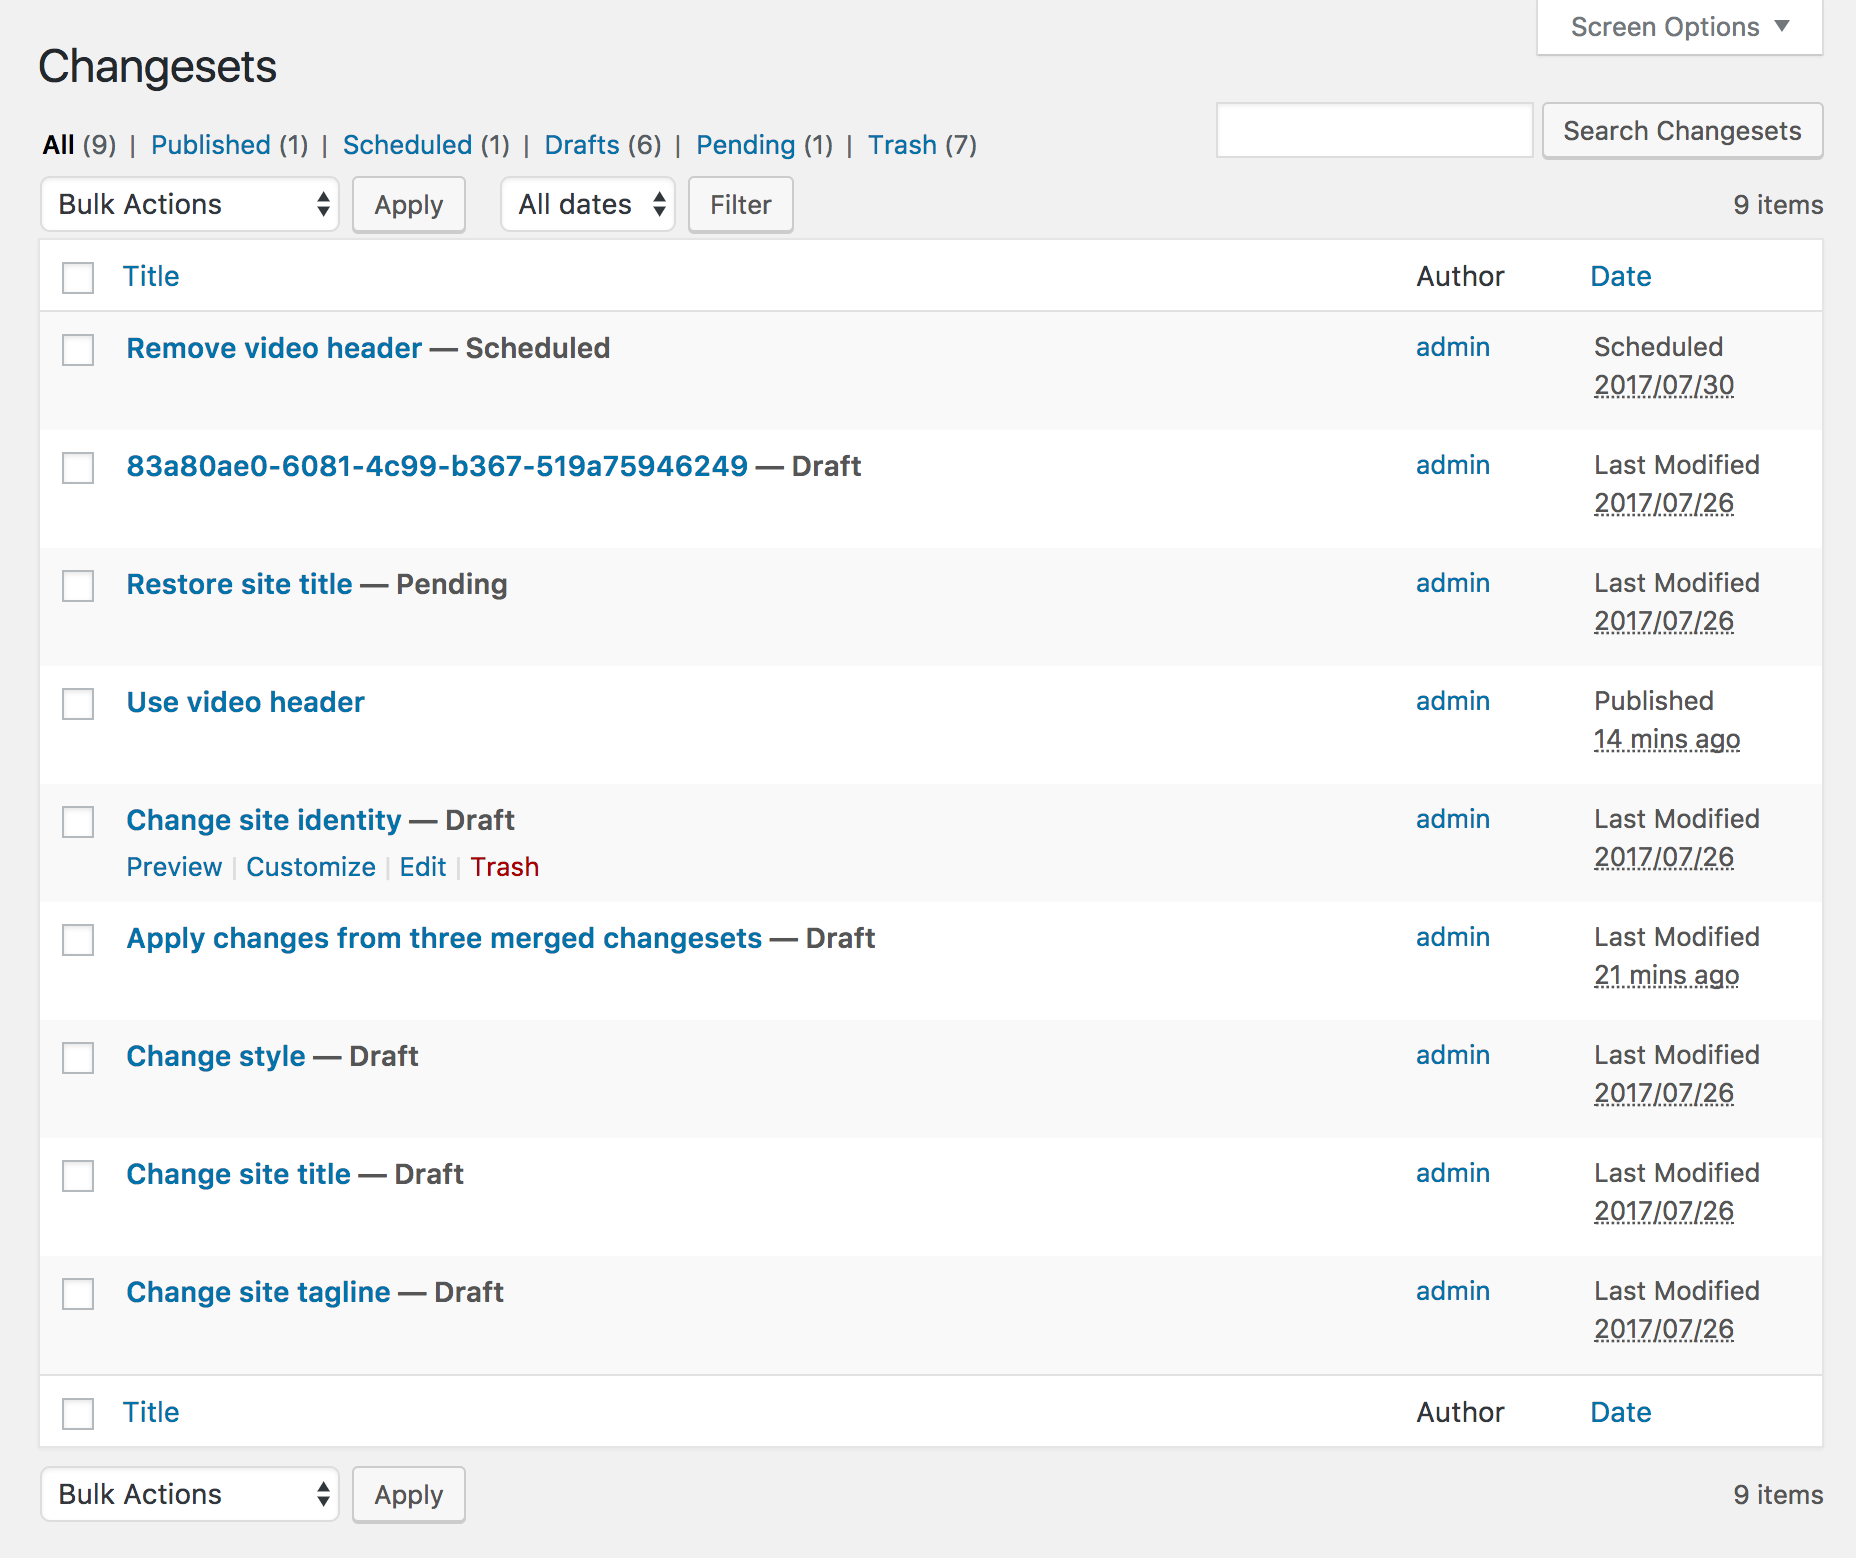 Screen Options
Changesets
All (9) | Published (1) | Scheduled (1) | Drafts (6) | Pending (1) | Trash (7)
Search Changesets
Bulk Actions Apply All dates Filter 9 items
Title Author Date
Remove video header — Scheduled admin Scheduled
2017/07/30
83a80ae0-6081-4c99-b367-519a75946249 — Draft admin Last Modified
2017/07/26
Restore site title — Pending admin Last Modified
2017/07/26
Use video header admin Published
14 mins ago
Change site identity — Draft admin Last Modified
2017/07/26
Preview | Customize | Edit | Trash
Apply changes from three merged changesets — Draft admin Last Modified
21 mins ago
Change style — Draft admin Last Modified
2017/07/26
Change site title — Draft admin Last Modified
2017/07/26
Change site tagline — Draft admin Last Modified
2017/07/26
Title Author Date
Bulk Actions Apply 9 items